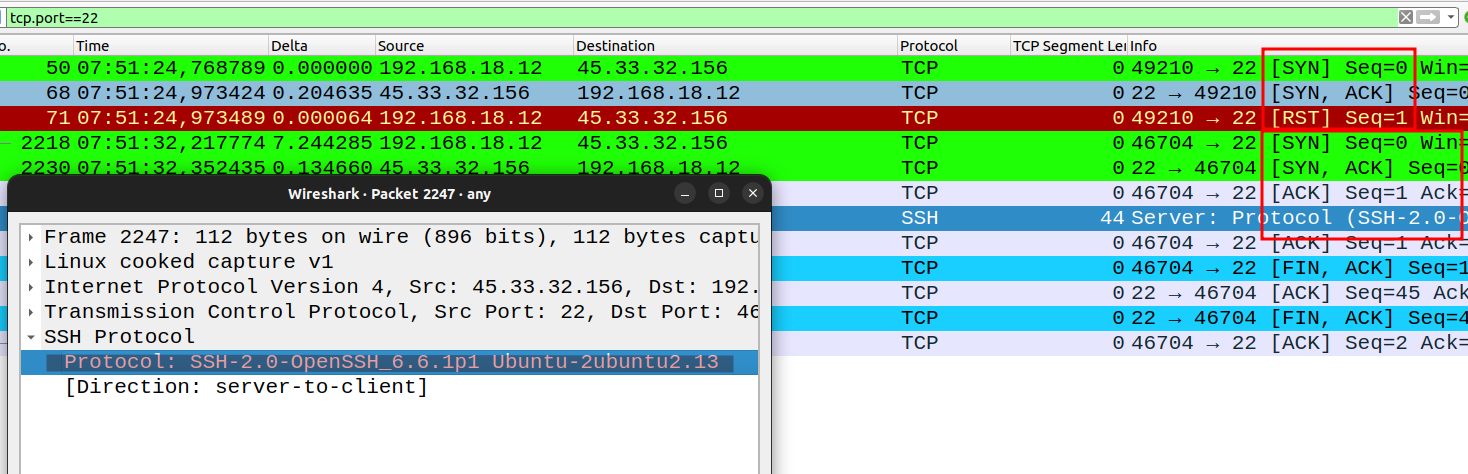 tcp.port==22
o. Time Delta Source Destination Protocol TCP Segment Ler Info
50 07:51:24,768789 0.000000 192.168.18.12 45.33.32.156 TCP 0 49210 → 22 [SYN] Seq=0 Win=
68 07:51:24,973424 0.204635 45.33.32.156 192.168.18.12 TCP 0 22 → 49210 [SYN, ACK] Seq=0
71 07:51:24,973489 0.000064 192.168.18.12 45.33.32.156 TCP 0 49210 → 22 [RST] Seq=1 Win=
2218 07:51:32,217774 7.244285 192.168.18.12 45.33.32.156 TCP 0 46704 → 22 [SYN] Seq=0 Win=
2230 07:51:32,352435 0.134660 45.33.32.156 192.168.18.12 TCP 0 22 → 46704 [SYN, ACK] Seq=0
TCP 0 46704 → 22 [ACK] Seq=1 Ack=
SSH 44 Server: Protocol (SSH-2.0-O
TCP 0 46704 → 22 [ACK] Seq=1 Ack=
TCP 0 46704 → 22 [FIN, ACK] Seq=1
TCP 0 22 → 46704 [ACK] Seq=45 Ack
TCP 0 22 → 46704 [FIN, ACK] Seq=4
TCP 0 46704 → 22 [ACK] Seq=2 Ack=
Wireshark · Packet 2247 · any
Frame 2247: 112 bytes on wire (896 bits), 112 bytes captu
Linux cooked capture v1
Internet Protocol Version 4, Src: 45.33.32.156, Dst: 192.
Transmission Control Protocol, Src Port: 22, Dst Port: 46
SSH Protocol
Protocol: SSH-2.0-OpenSSH_6.6.1p1 Ubuntu-2ubuntu2.13
[Direction: server-to-client]